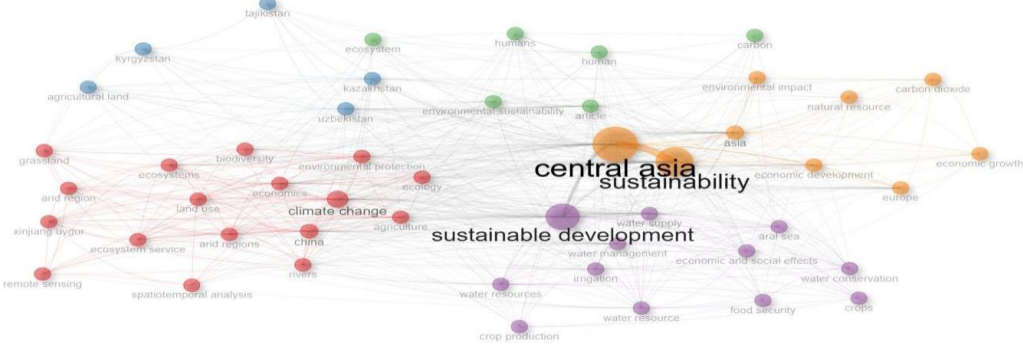 tajikistan
ecosystem
humans
human
carbon
kyrgyzstan
kazakhstan
environmental impact
carbon dioxide
agricultural land
natural resource
uzbekistan
environmental sustainability
article
asia
grassland
biodiversity
environmental protection
central asia
economic growth
ecosystems
ecology
sustainability
economic development
arid region
economics
europe
land use
climate change
agriculture
water supply
xinjiang uygur
sustainable development
aral sea
ecosystem service
arid regions
china
water management
economic and social effects
rivers
irrigation
water conservation
remote sensing
spatiotemporal analysis
water resources
water resource
food security
crops
crop production